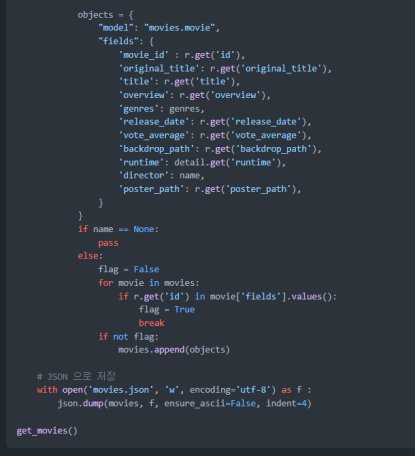 objects = {
"model": "movies.movie",
"fields": {
'movie_id' : r.get('id'),
'original_title': r.get('original_title'),
'title': r.get('title'),
'overview': r.get('overview'),
'genres': genres,
'release_date': r.get('release_date'),
'vote_average': r.get('vote_average'),
'backdrop_path': r.get('backdrop_path'),
'runtime': detail.get('runtime'),
'director': name,
'poster_path': r.get('poster_path'),
}
}
if name == None:
pass
else:
flag = False
for movie in movies:
if r.get('id') in movie['fields'].values():
flag = True
break
if not flag:
movies.append(objects)
# JSON 으로 저장
with open('movies.json', 'w', encoding='utf-8') as f :
json.dump(movies, f, ensure_ascii=False, indent=4)
get_movies()